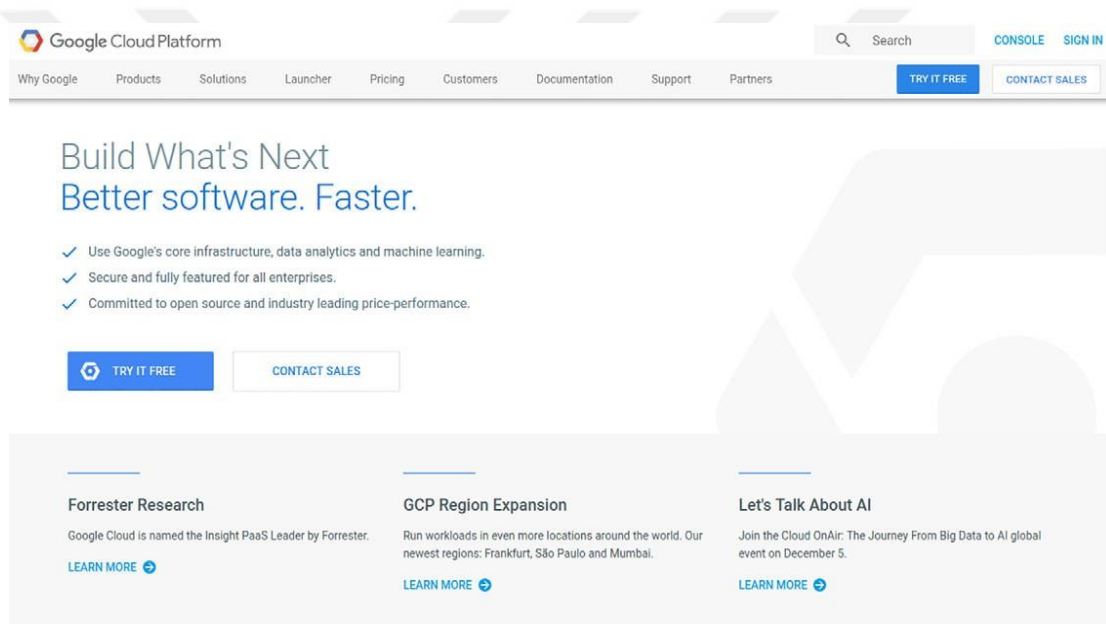 Google Cloud Platform
Search
CONSOLE SIGN IN
Why Google Products Solutions Launcher Pricing Customers Documentation Support Partners TRY IT FREE CONTACT SALES
Build What's Next
Better software. Faster.
Use Google's core infrastructure, data analytics and machine learning.
Secure and fully featured for all enterprises.
Committed to open source and industry leading price-performance.
TRY IT FREE CONTACT SALES
Forrester Research
Google Cloud is named the Insight PaaS Leader by Forrester.
LEARN MORE
GCP Region Expansion
Run workloads in even more locations around the world. Our
newest regions: Frankfurt, São Paulo and Mumbai.
LEARN MORE
Let's Talk About AI
Join the Cloud OnAir: The Journey From Big Data to AI global
event on December 5.
LEARN MORE